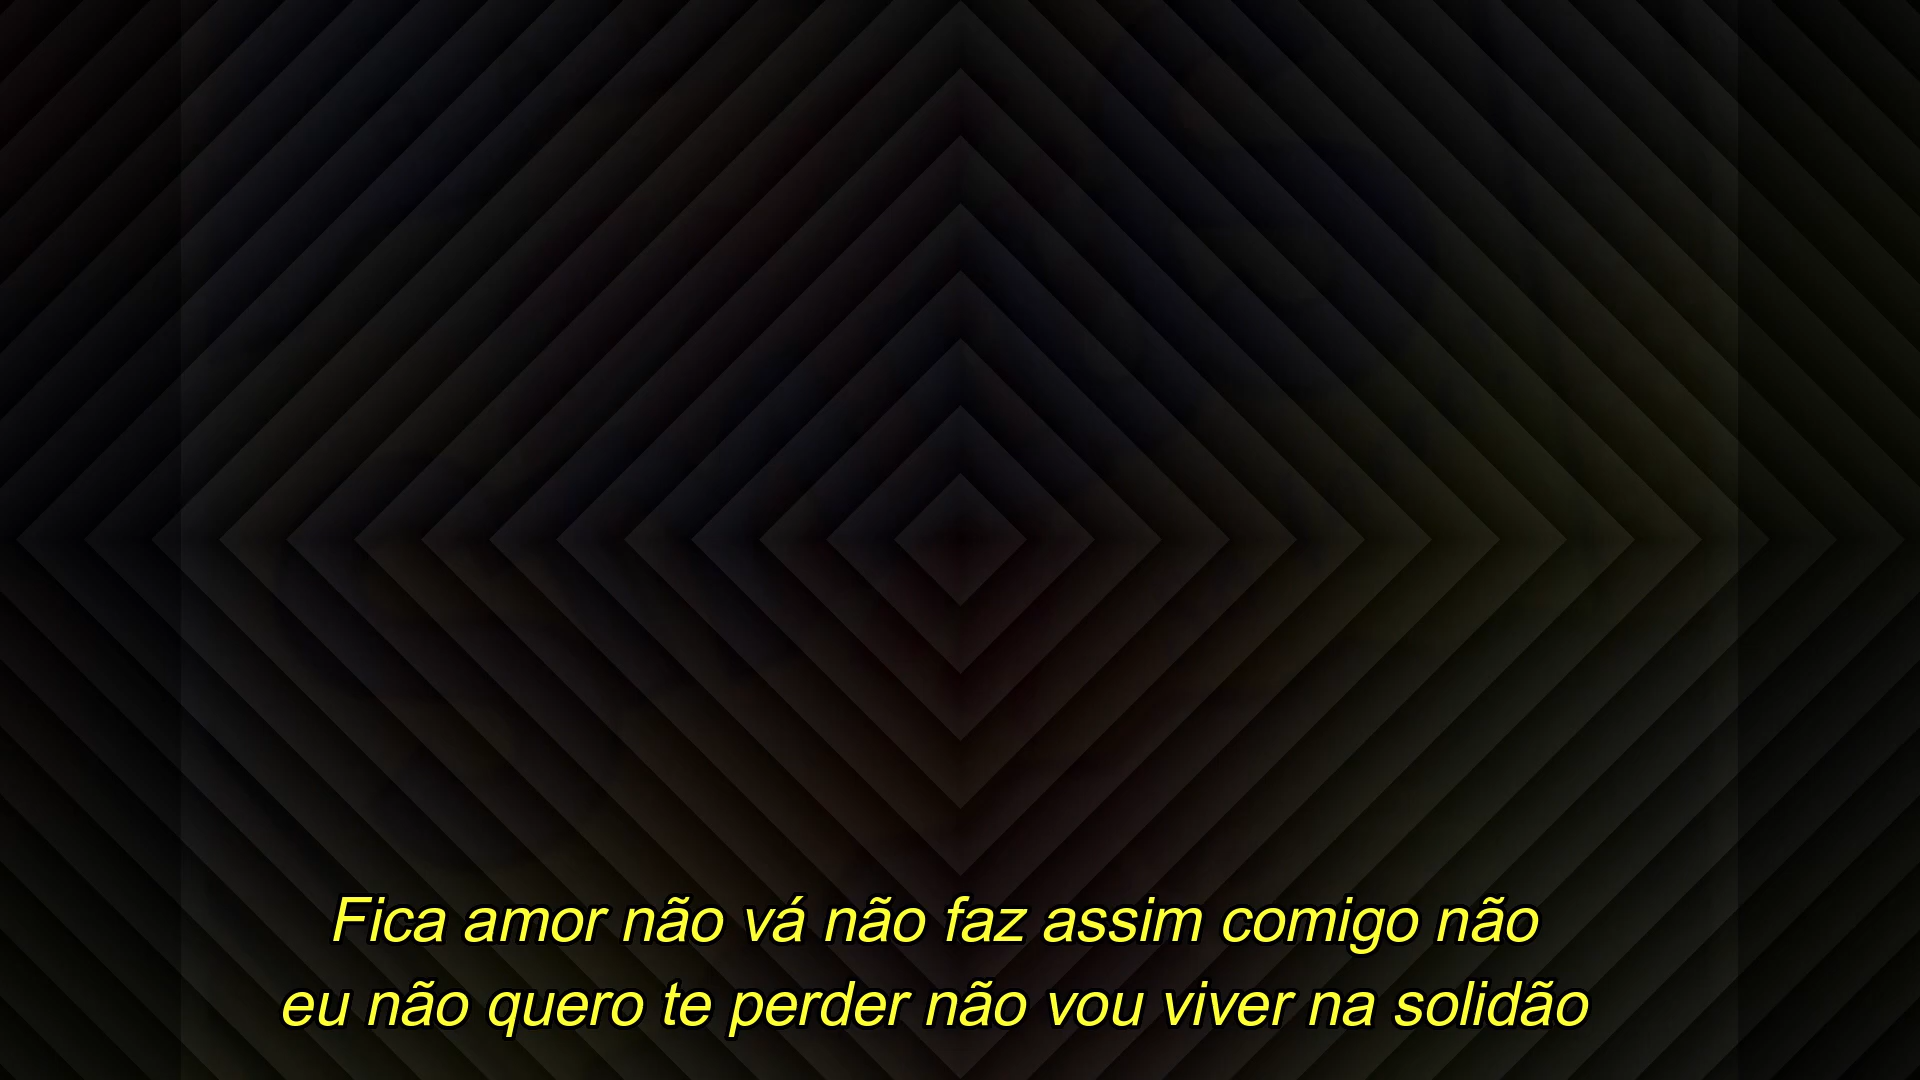 Fica amor não vá não faz assim comigo não
eu não quero te perder não vou viver na solidão